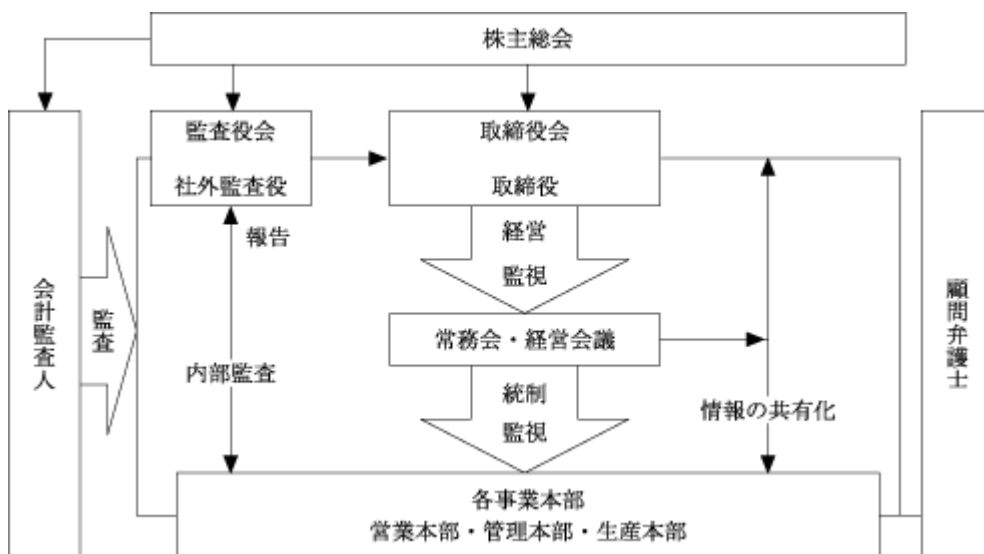 株主総会
監査役会
社外監査役
取締役会
取締役
報告
経営
監視
会計監査人
監査
常務会・経営会議
顧問弁護士
内部監査
統制
監視
情報の共有化
各事業本部
営業本部・管理本部・生産本部